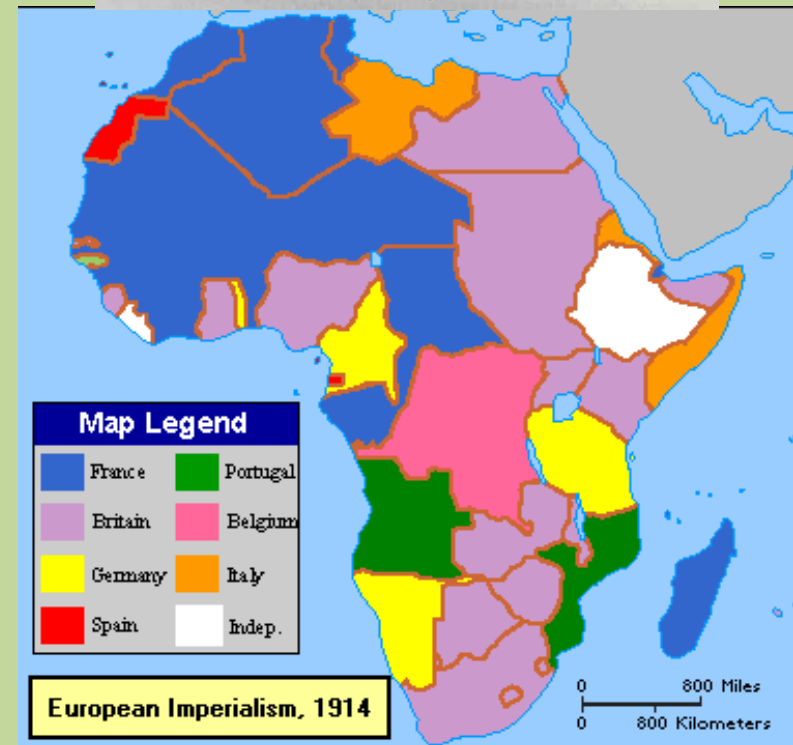 Map Legend
France
Portugal
Britain
Belgium
Germany
Italy
Spain
Indep.
European Imperialism, 1914
0 800 Miles
0 800 Kilometers